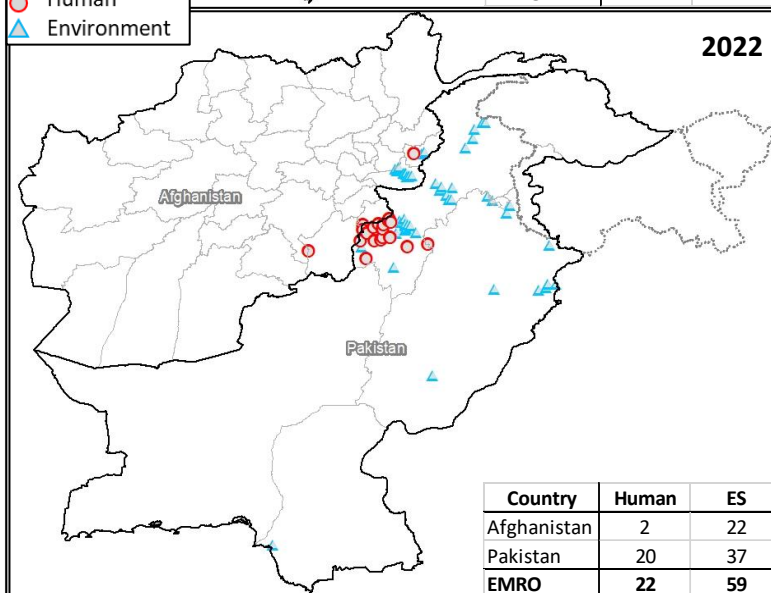 Human
Environment
2022
Afghanistan
Pakistan
Country Human ES
Afghanistan 2 22
Pakistan 20 37
EMRO 22 59